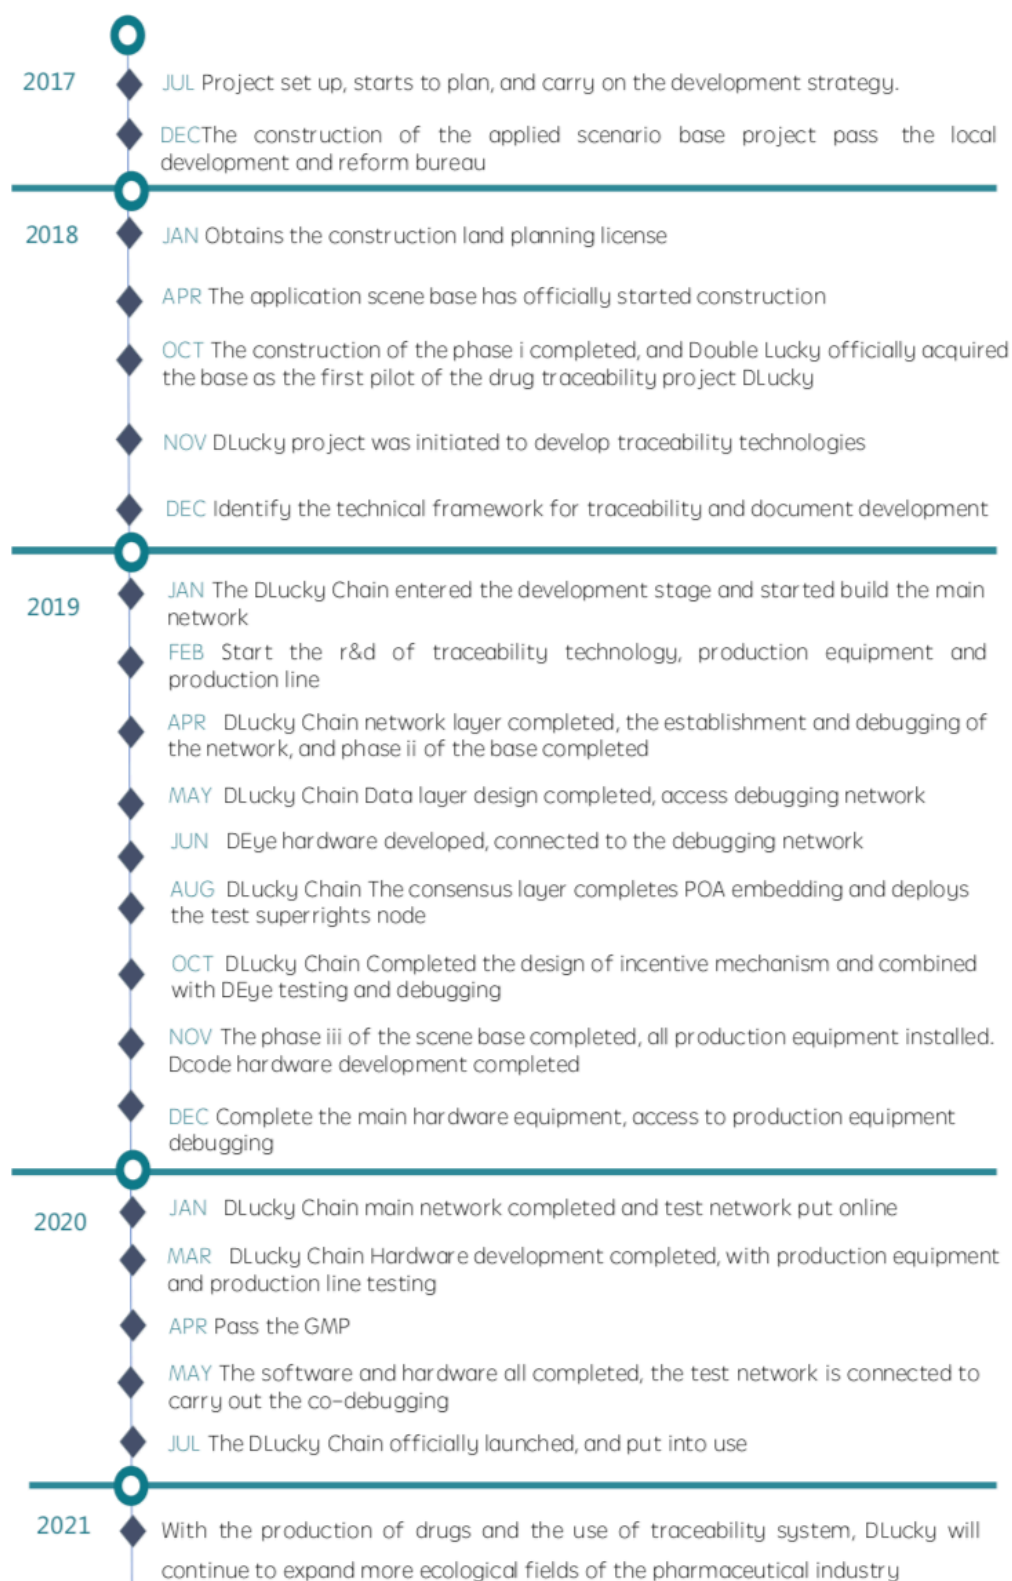 2017
JUL Project set up, starts to plan, and carry on the development strategy.
DECThe construction of the applied scenario base project pass the local
development and reform bureau
2018
JAN Obtains the construction land planning license
APR The application scene base has officially started construction
OCT The construction of the phase i completed, and Double Lucky officially acquired
the base as the first pilot of the drug traceability project DLucky
NOV DLucky project was initiated to develop traceability technologies
DEC Identify the technical framework for traceability and document development
2019
JAN The DLucky Chain entered the development stage and started build the main
network
FEB Start the r&d of traceability technology, production equipment and
production line
APR DLucky Chain network layer completed, the establishment and debugging of
the network, and phase ii of the base completed
MAY DLucky Chain Data layer design completed, access debugging network
JUN DEye hardware developed, connected to the debugging network
AUG DLucky Chain The consensus layer completes POA embedding and deploys
the test superrights node
OCT DLucky Chain Completed the design of incentive mechanism and combined
with DEye testing and debugging
NOV The phase iii of the scene base completed, all production equipment installed.
Dcode hardware development completed
DEC Complete the main hardware equipment, access to production equipment
debugging
2020
JAN DLucky Chain main network completed and test network put online
MAR DLucky Chain Hardware development completed, with production equipment
and production line testing
APR Pass the GMP
MAY The software and hardware all completed, the test network is connected to
carry out the co-debugging
JUL The DLucky Chain officially launched, and put into use
2021
With the production of drugs and the use of traceability system, DLucky will
continue to expand more ecological fields of the pharmaceutical industry